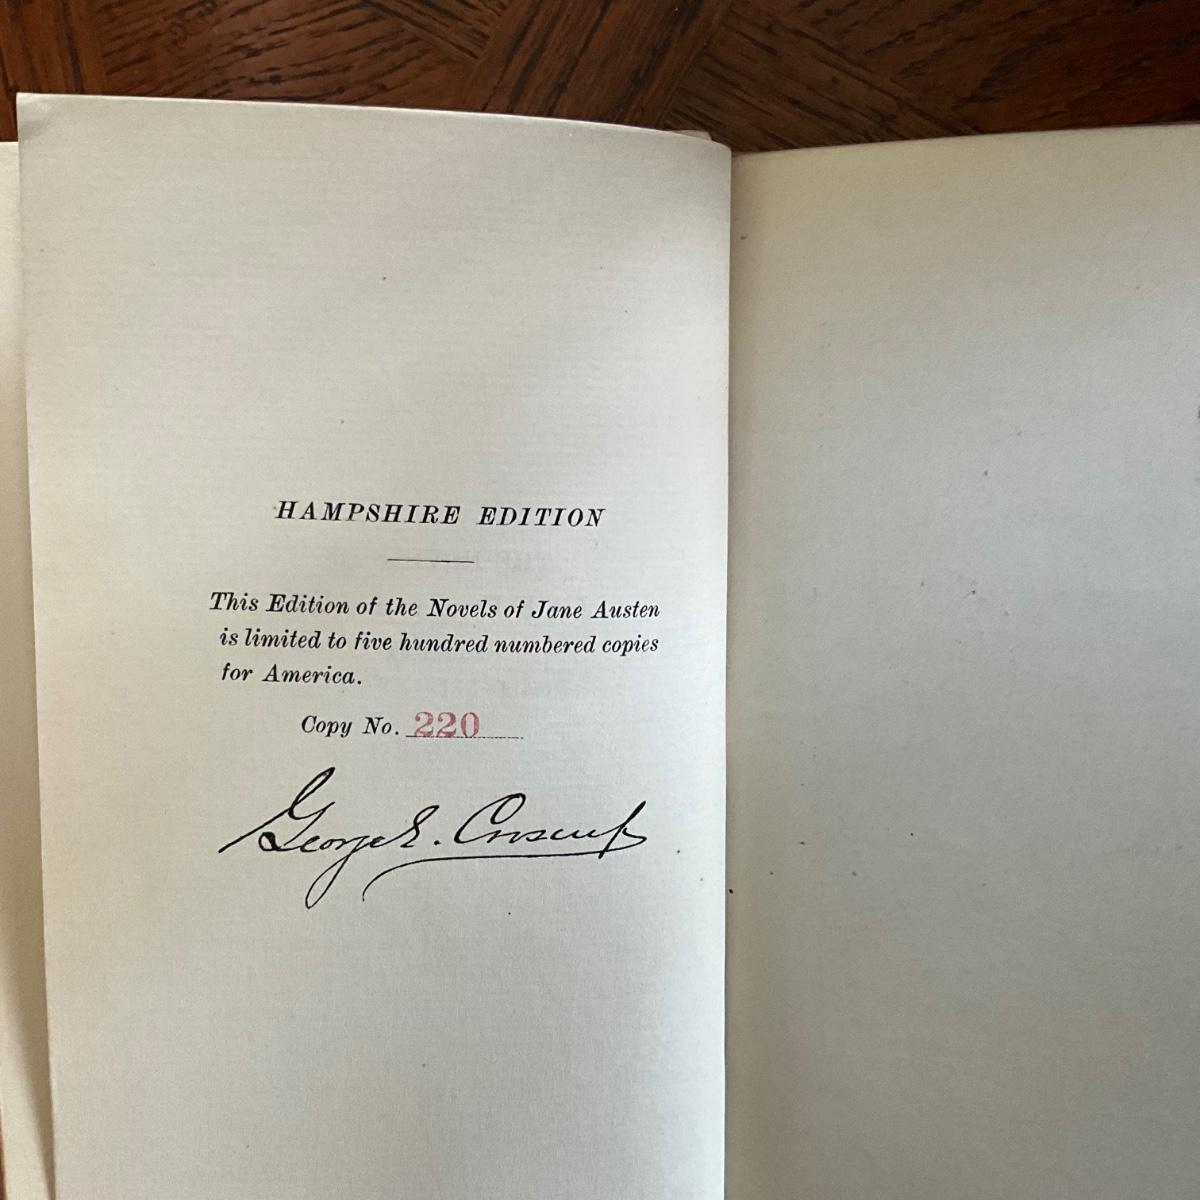 HAMPSHIRE EDITION
This Edition of the Novels of Jane Austen
is limited to five hundred numbered copies
for America.
Copy No. 220
George E.